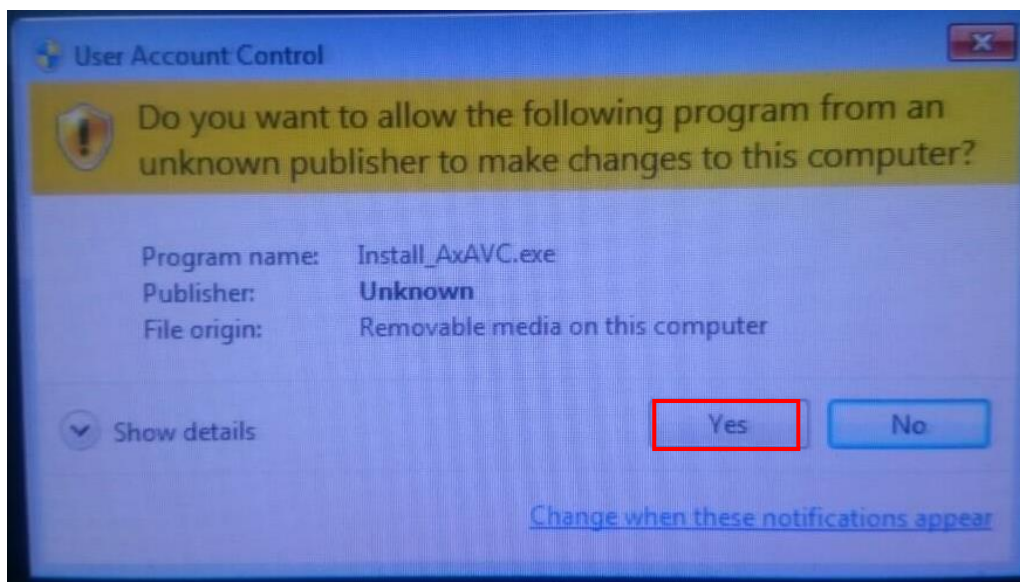 User Account Control
Do you want to allow the following program from an
unknown publisher to make changes to this computer?
Program name: Install_AxAVC.exe
Publisher: Unknown
File origin: Removable media on this computer
Show details
Yes No
Change when these notifications appear